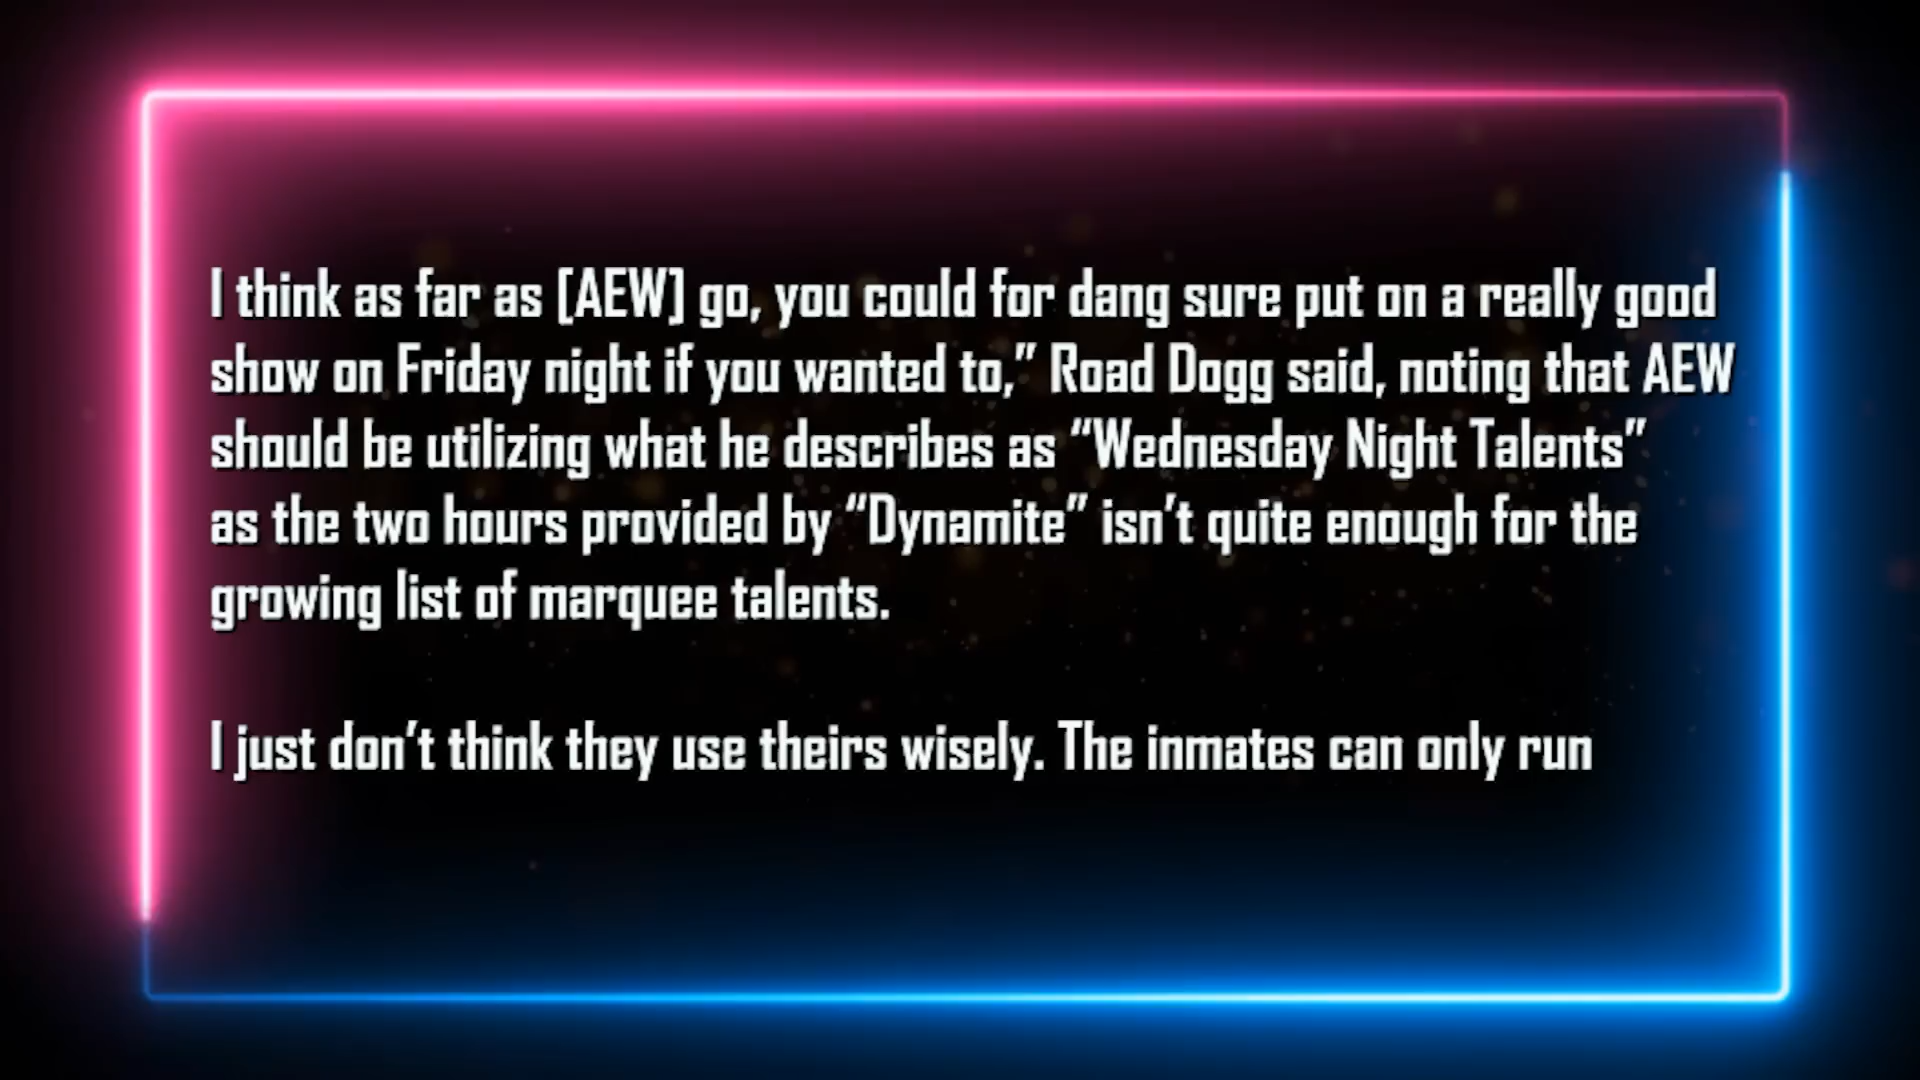 I think as far as [AEW] go, you could for dang sure put on a really good
show on Friday night if you wanted to,” Road Dogg said, noting that AEW
should be utilizing what he describes as “Wednesday Night Talents”
as the two hours provided by “Dynamite” isn’t quite enough for the
growing list of marquee talents.
I just don’t think they use theirs wisely. The inmates can only run